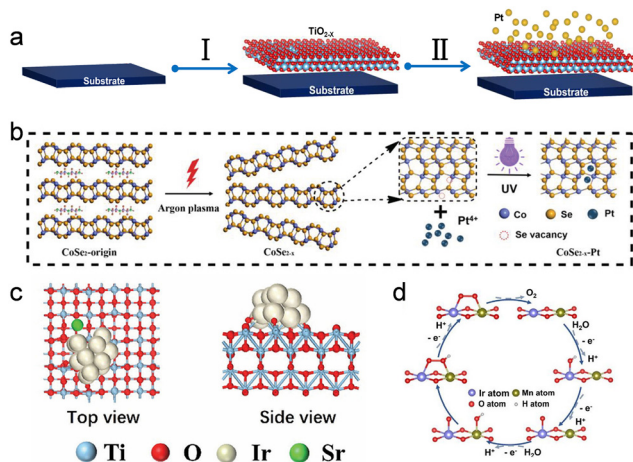 a
Substrate
I
TiO2-X
Substrate
II
Pt
Substrate
b
CoSe2-origin
Argon plasma
CoSe2-x
+
Pt4+
UV
CoSe2-x-Pt
Co Se Pt
Se vacancy
c
Top view
Side view
Ti O Ir Sr
d
O2
H2O
- e-
H+
- e-
H+
H2O
- e-
H+
H+
- e-
Ir atom Mn atom
O atom H atom